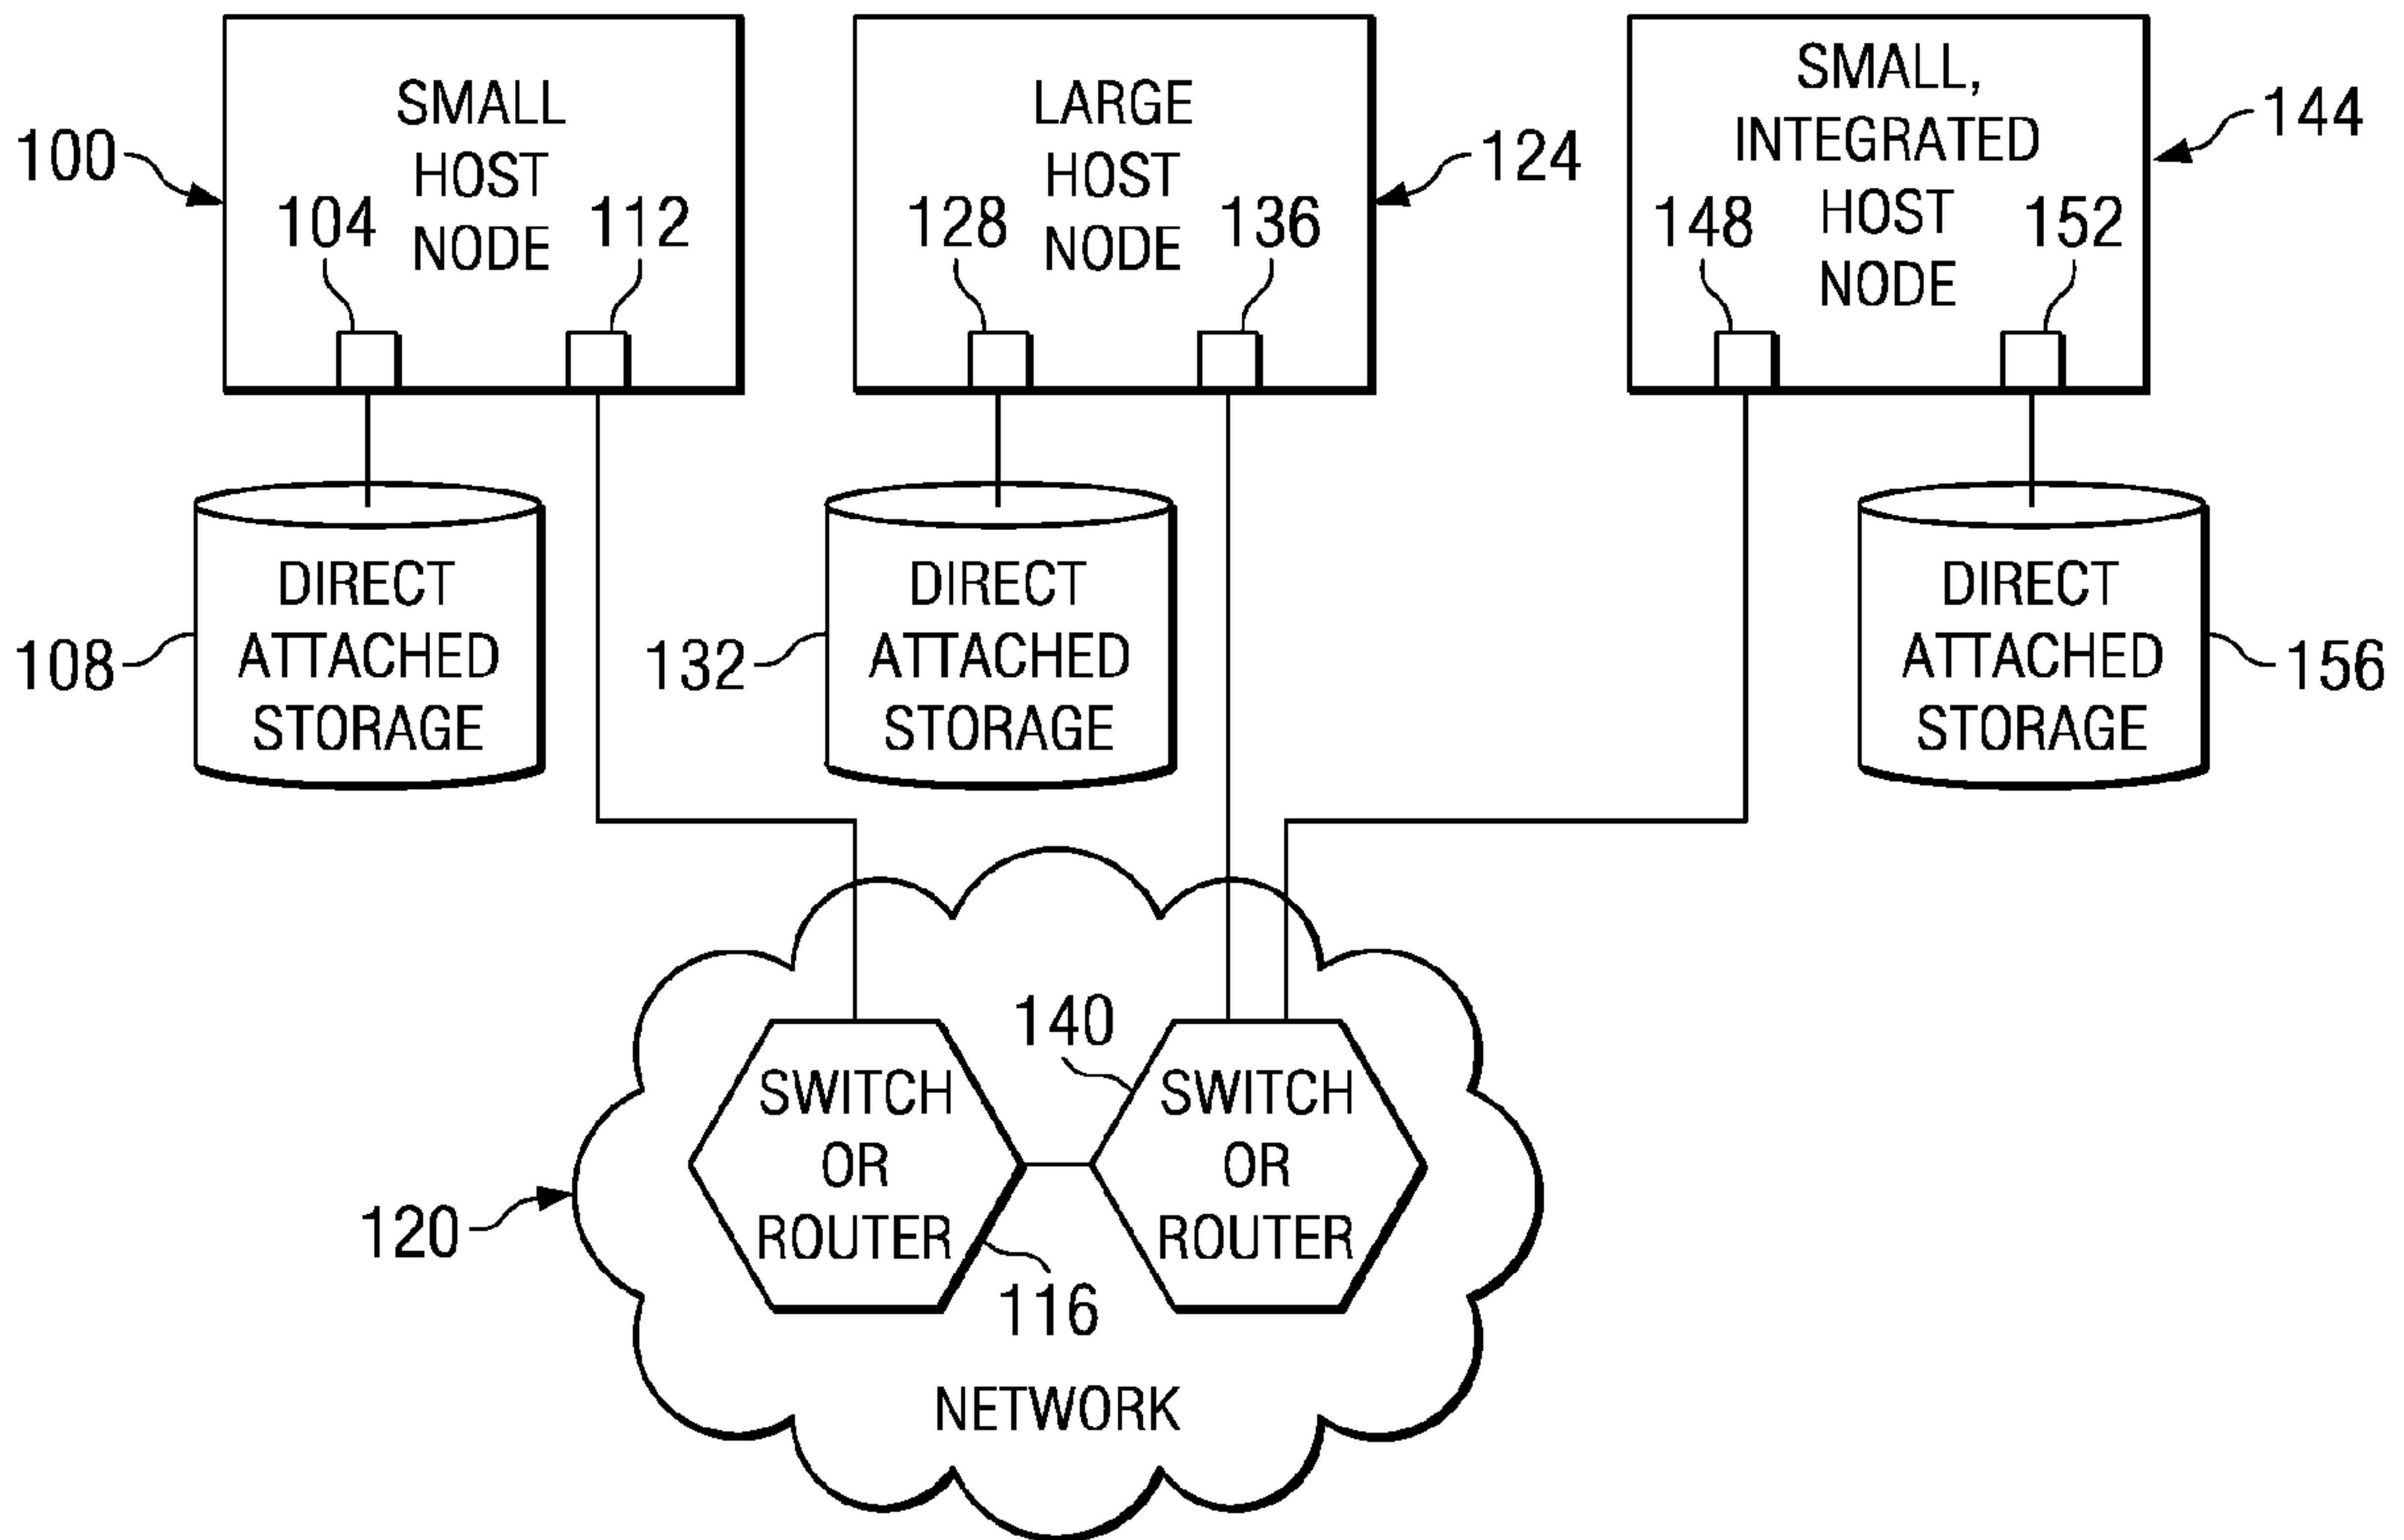 SMALL
HOST
NODE
100
104
112
LARGE
HOST
NODE
124
128
136
SMALL,
INTEGRATED
HOST
NODE
144
148
152
DIRECT
ATTACHED
STORAGE
108
DIRECT
ATTACHED
STORAGE
132
DIRECT
ATTACHED
STORAGE
156
140
SWITCH
OR
ROUTER
SWITCH
OR
ROUTER
120
116
NETWORK